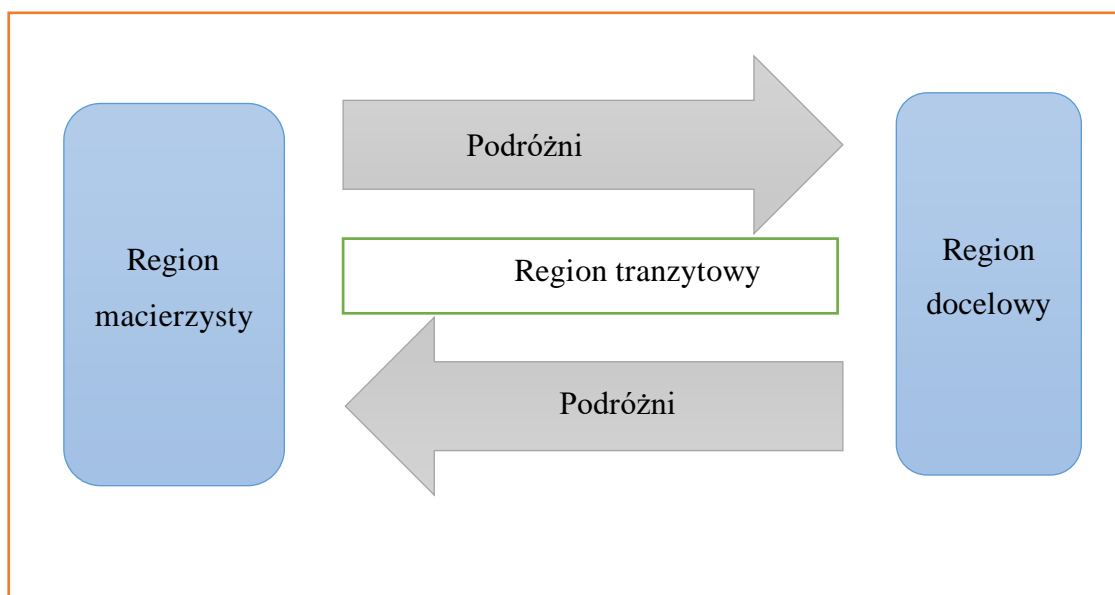 Region
macierzysty
Podróżni
Region tranzytowy
Podróżni
Region
docelowy